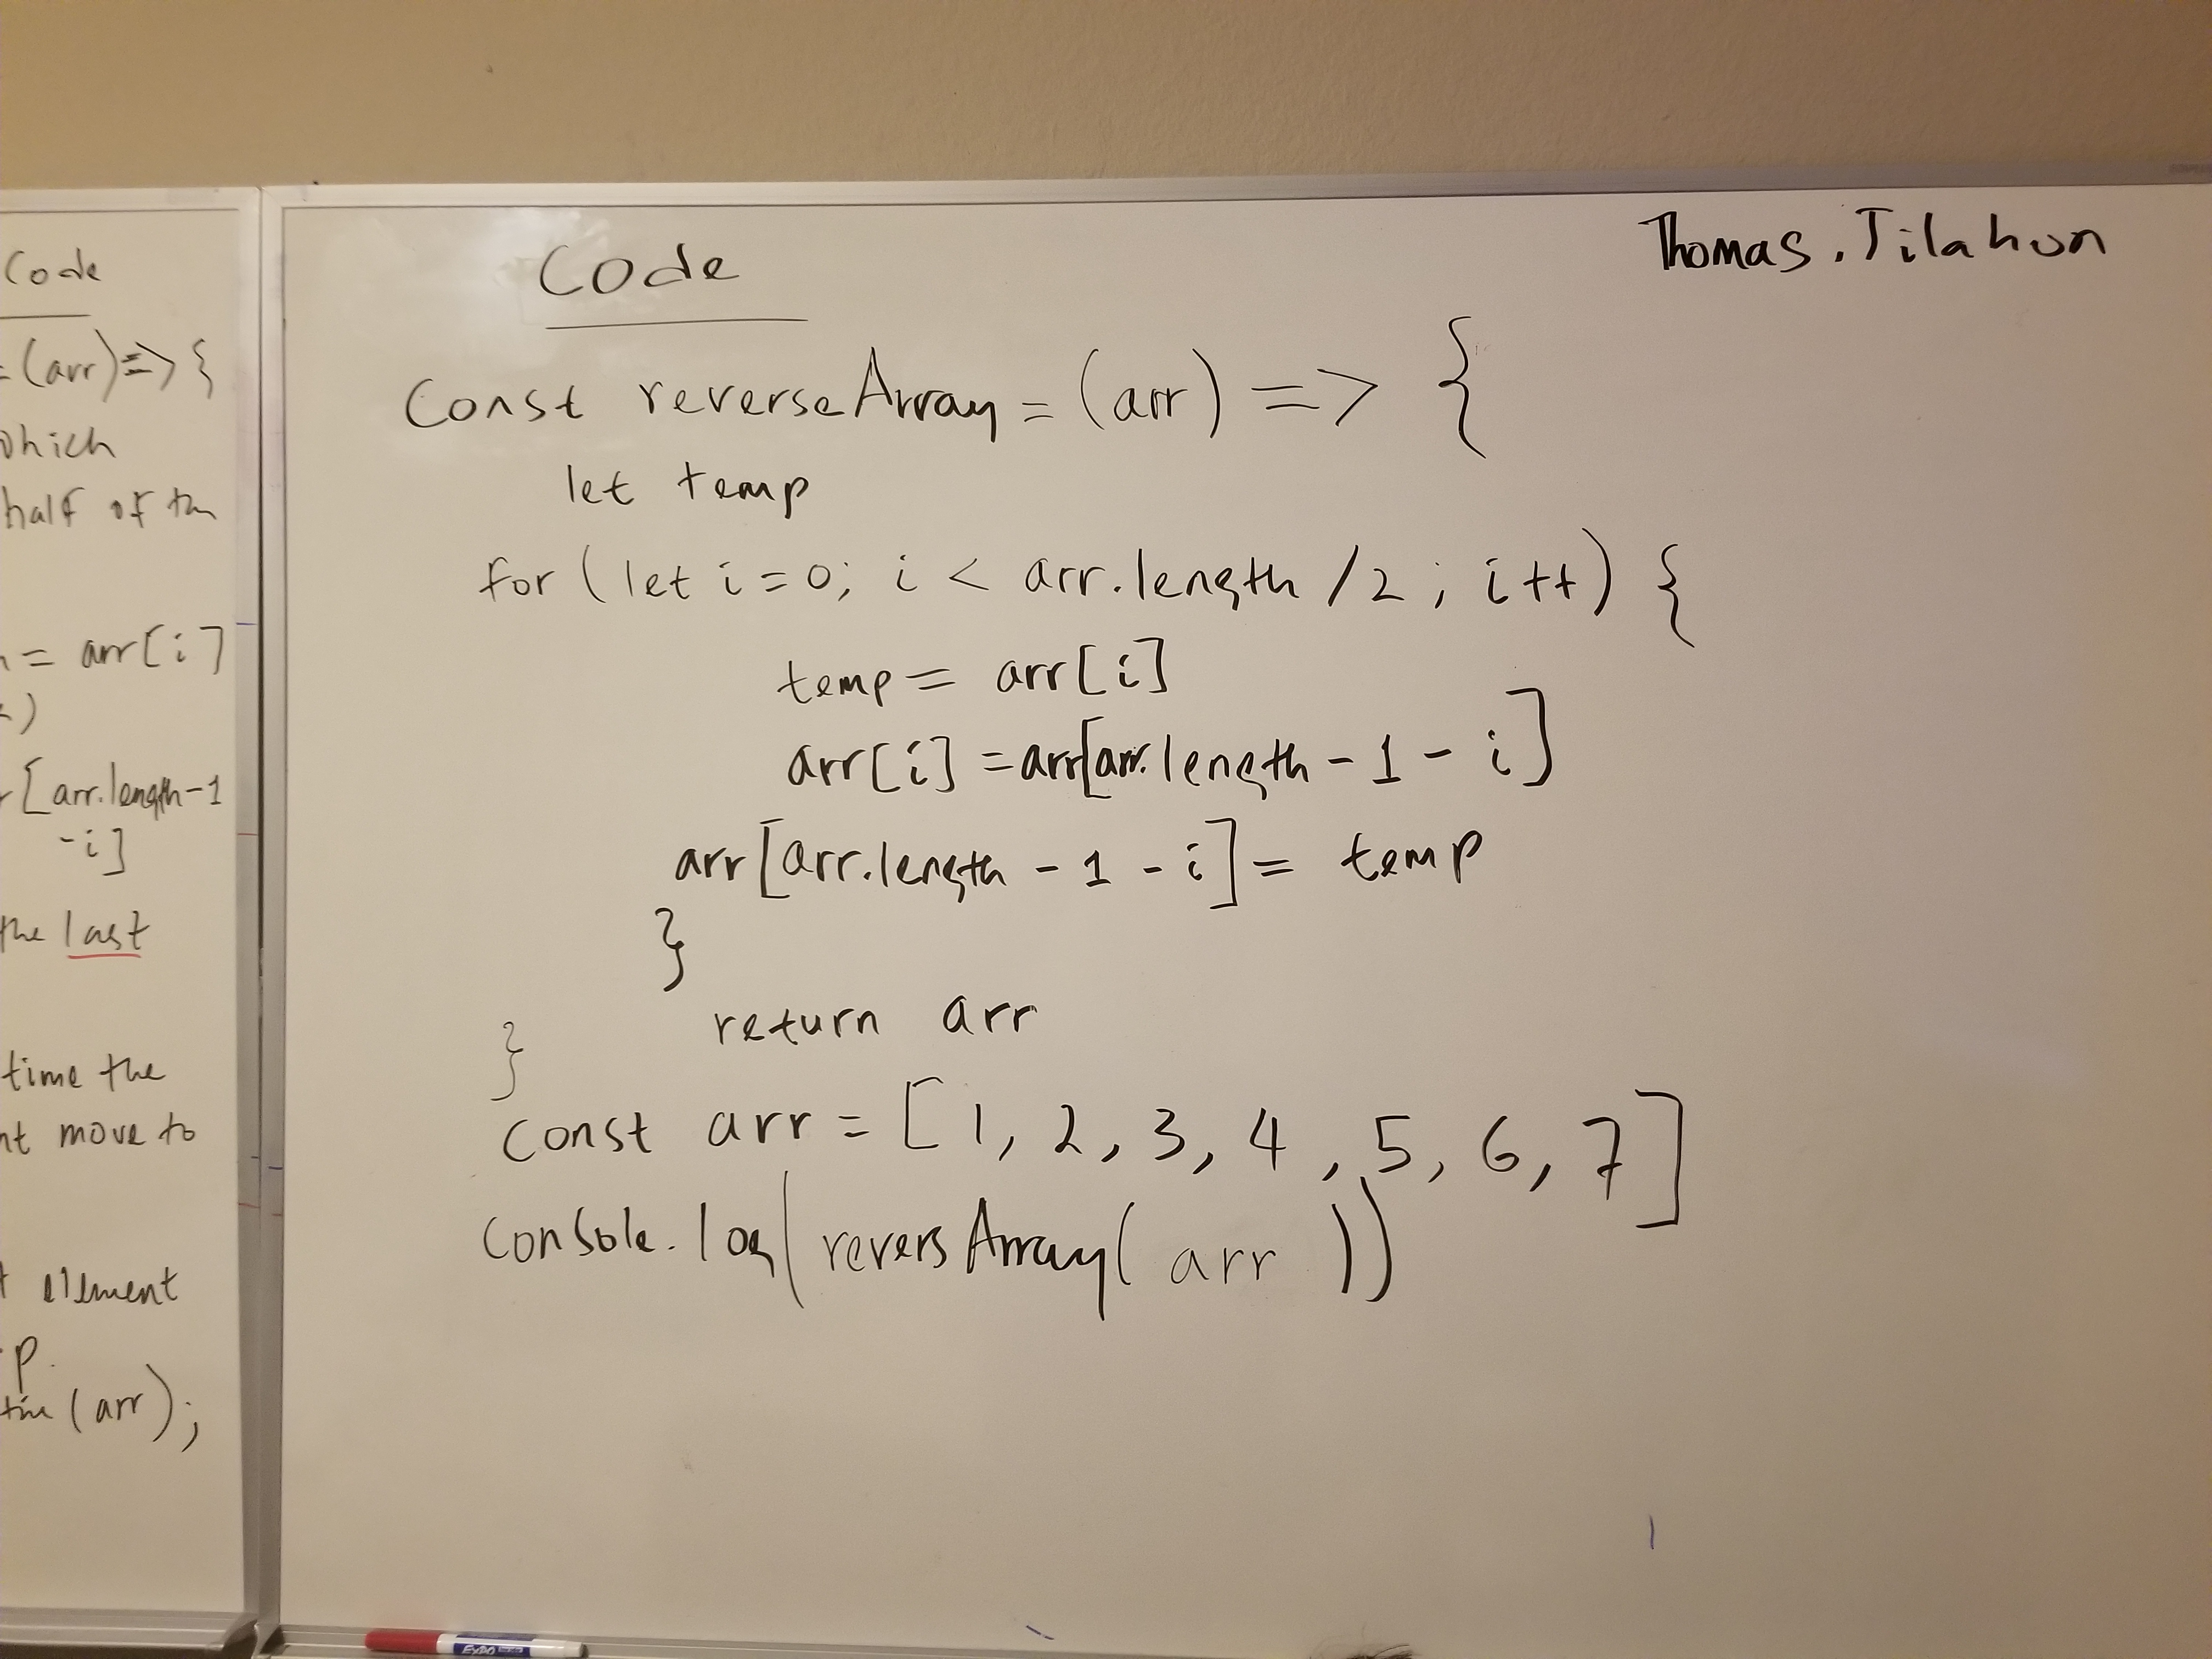 Code
= (arr) => {
which
half of the
= arr[i]
)
[arr.length-1
-i]
the last
time the
move to
element
p.
the (arr);
Code
Thomas. Tilahun
Const reverseArray = (arr) => {
let temp
for (let i = 0; i < arr.length / 2 ; i++) {
temp = arr[i]
arr[i] = arr[arr.length - 1 - i]
arr[arr.length - 1 - i] = temp
}
return arr
}
const arr = [1, 2, 3, 4, 5, 6, 7]
console.log(reversArray( arr ))
EXPO